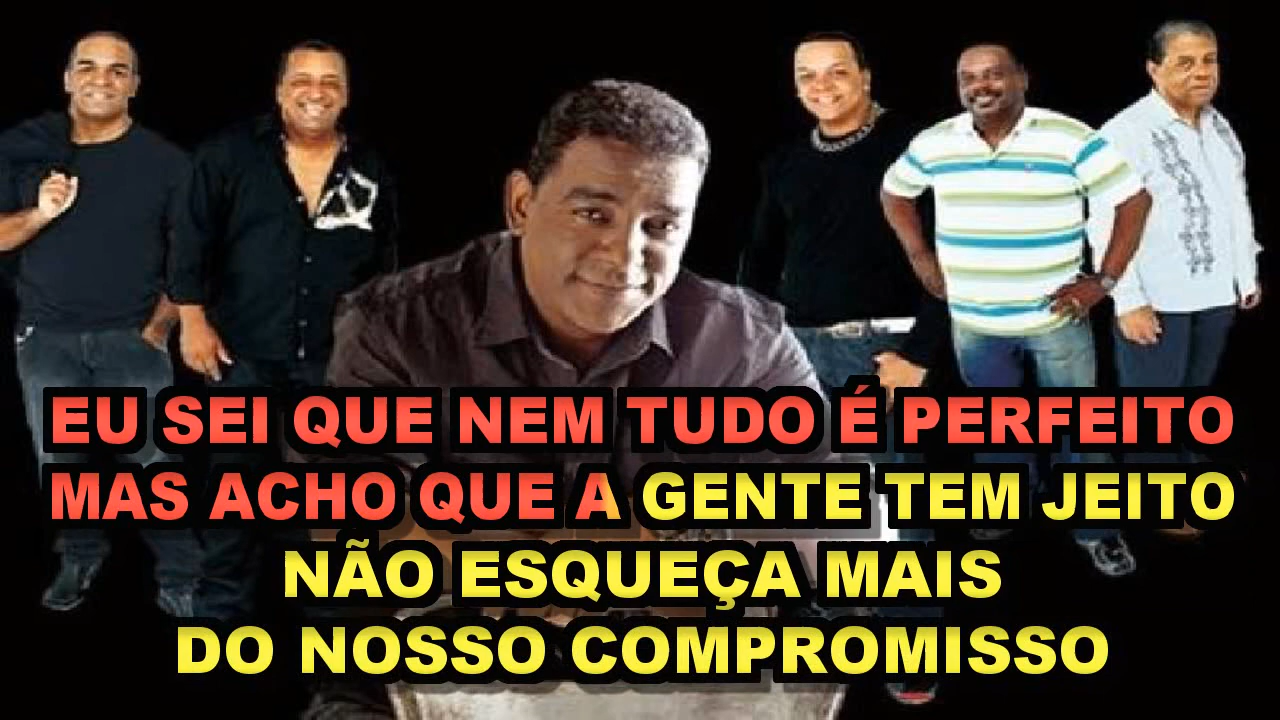 EU SEI QUE NEM TUDO É PERFEITO
MAS ACHO QUE A GENTE TEM JEITO
NÃO ESQUEÇA MAIS
DO NOSSO COMPROMISSO